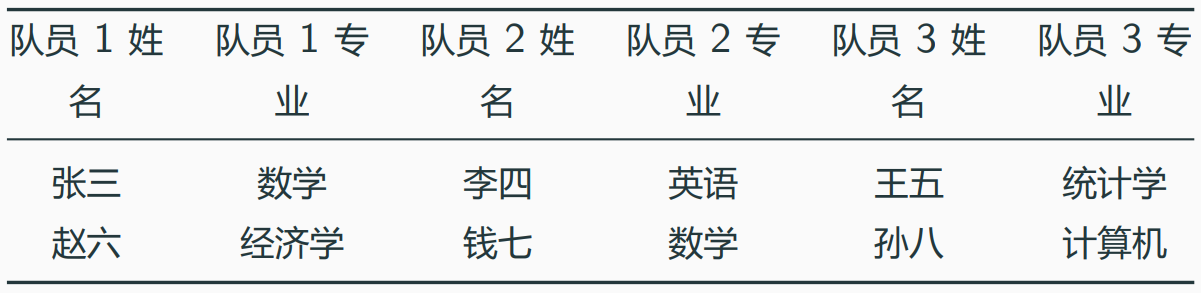 队员 1 姓 队员 1 专 队员 2 姓 队员 2 专 队员 3 姓 队员 3 专
名 业 名 业 名 业
张三 数学 李四 英语 王五 统计学
赵六 经济学 钱七 数学 孙八 计算机